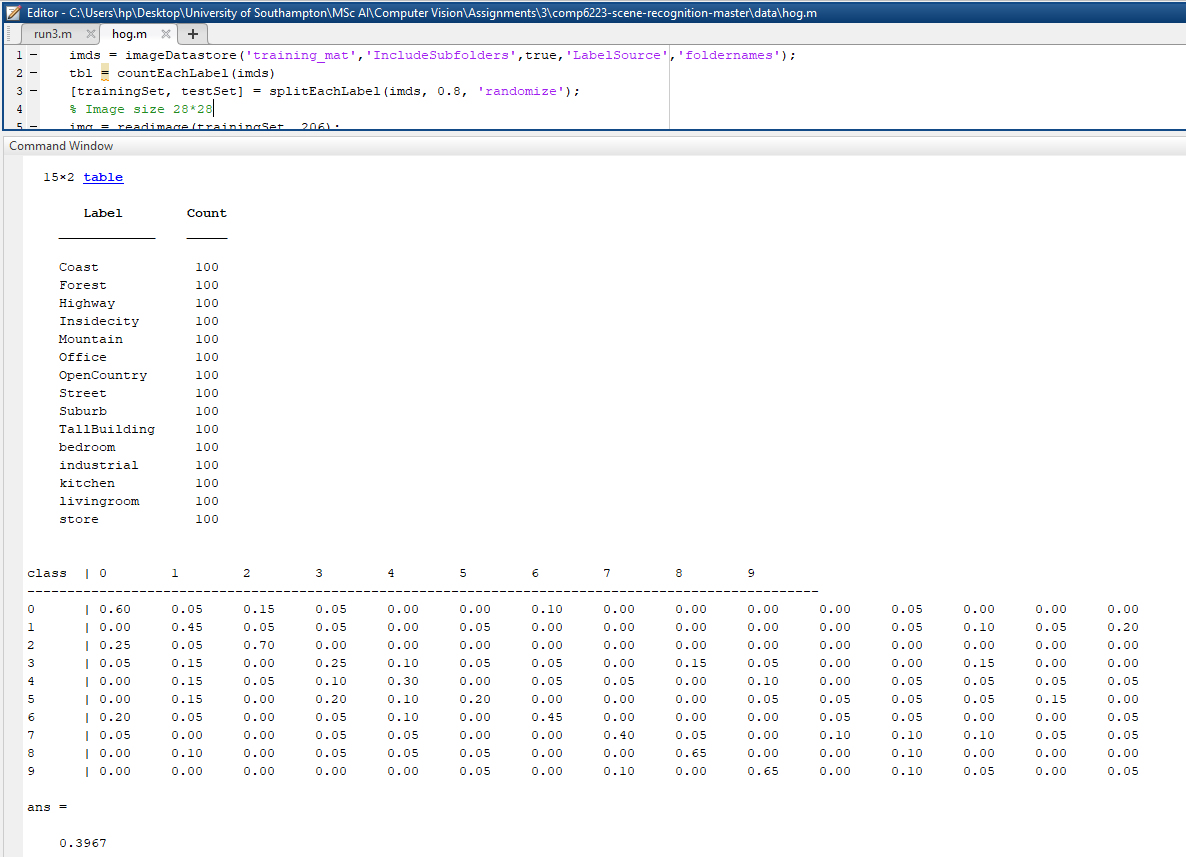 Editor - C:\Users\hp\Desktop\University of Southampton\MSc AI\Computer Vision\Assignments\3\comp6223-scene-recognition-master\data\hog.m
run3.m × hog.m × +
1 — imds = imageDatastore('training_mat','IncludeSubfolders',true,'LabelSource','foldernames');
2 — tbl = countEachLabel(imds)
3 — [trainingSet, testSet] = splitEachLabel(imds, 0.8, 'randomize');
4 % Image size 28*28
5 — img = readimage(trainingSet, 206);
Command Window
15×2 table
Label Count
Coast 100
Forest 100
Highway 100
Insidecity 100
Mountain 100
Office 100
OpenCountry 100
Street 100
Suburb 100
TallBuilding 100
bedroom 100
industrial 100
kitchen 100
livingroom 100
store 100
class | 0 1 2 3 4 5 6 7 8 9
---------------------------------------------------------------------------------------------------
0 | 0.60 0.05 0.15 0.05 0.00 0.00 0.10 0.00 0.00 0.00 0.00 0.05 0.00 0.00 0.00
1 | 0.00 0.45 0.05 0.05 0.00 0.05 0.00 0.00 0.00 0.00 0.00 0.05 0.10 0.05 0.20
2 | 0.25 0.05 0.70 0.00 0.00 0.00 0.00 0.00 0.00 0.00 0.00 0.00 0.00 0.00 0.00
3 | 0.05 0.15 0.00 0.25 0.10 0.05 0.05 0.00 0.15 0.05 0.00 0.00 0.15 0.00 0.00
4 | 0.00 0.15 0.05 0.10 0.30 0.00 0.05 0.05 0.00 0.10 0.00 0.05 0.05 0.05 0.05
5 | 0.00 0.15 0.00 0.20 0.10 0.20 0.00 0.00 0.00 0.05 0.05 0.05 0.05 0.15 0.00
6 | 0.20 0.05 0.00 0.05 0.10 0.00 0.45 0.00 0.00 0.00 0.05 0.05 0.00 0.00 0.05
7 | 0.05 0.00 0.00 0.05 0.05 0.00 0.00 0.40 0.05 0.00 0.10 0.10 0.10 0.05 0.05
8 | 0.00 0.10 0.00 0.05 0.05 0.05 0.00 0.00 0.65 0.00 0.00 0.10 0.00 0.00 0.00
9 | 0.00 0.00 0.00 0.00 0.00 0.05 0.00 0.10 0.00 0.65 0.00 0.10 0.05 0.00 0.05
ans =
0.3967